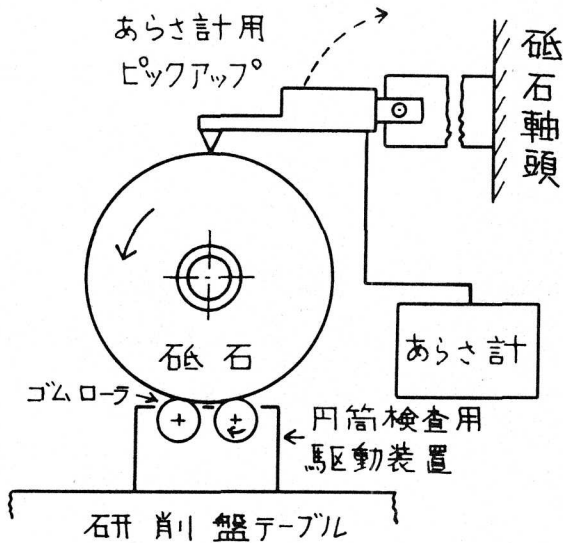 あらさ計用
ピックアップ
砥石軸頭
砥石
あらさ計
ゴムローラ
円筒検査用
駆動装置
研削盤テーブル